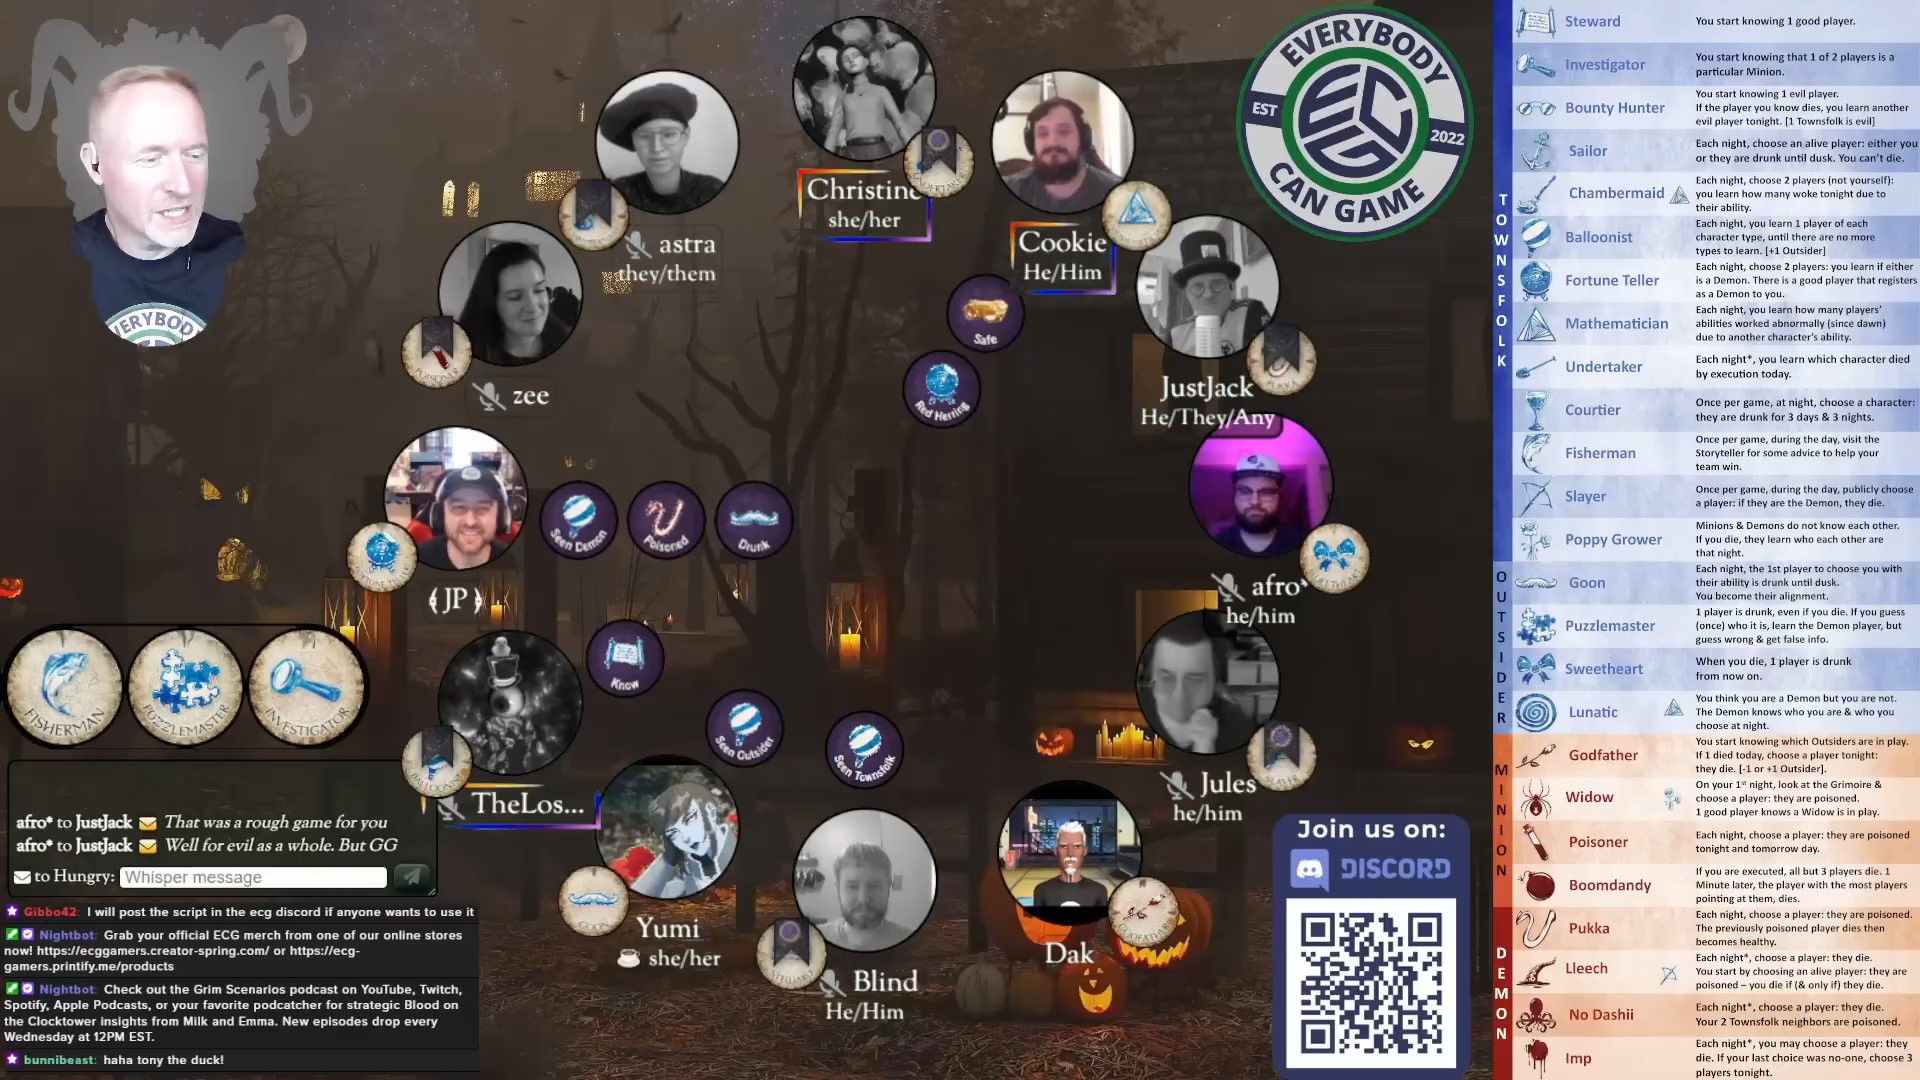 EVERYBODY
EST
ECG
2022
CAN GAME
Christine
she/her
UNDERTAKER
astra
they/them
Cookie
He/Him
Safe
Red Herring
JustJack
He/They/Any
PUKKA
zee
POISONER
Seen Demon
Poisoned
Drunk
JP
FORTUNE TELLER
afro*
he/him
SWEETHEART
FISHERMAN
PUZZLEMASTER
INVESTIGATOR
Know
Seen Outsider
Seen Townsfolk
TheLos...
BALLOONIST
Jules
he/him
SLAYER
Yumi
she/her
GOON
Blind
He/Him
STEWARD
Dak
GODFATHER
EVERYBODY
afro* to JustJack That was a rough game for you
afro* to JustJack Well for evil as a whole. But GG
to Hungry: Whisper message
Gibbo42: I will post the script in the ecg discord if anyone wants to use it
Nightbot: Grab your official ECG merch from one of our online stores
now! https://ecggamers.creator-spring.com/ or https://ecg-
gamers.printify.me/products
Nightbot: Check out the Grim Scenarios podcast on YouTube, Twitch,
Spotify, Apple Podcasts, or your favorite podcatcher for strategic Blood on
the Clocktower insights from Milk and Emma. New episodes drop every
Wednesday at 12PM EST.
bunnibeast: haha tony the duck!
Join us on:
DISCORD
TOWNSFOLK
Steward You start knowing 1 good player.
Investigator You start knowing that 1 of 2 players is a
particular Minion.
Bounty Hunter You start knowing 1 evil player.
If the player you know dies, you learn another
evil player tonight. [1 Townsfolk is evil]
Sailor Each night, choose an alive player: either you
or they are drunk until dusk. You can't die.
Chambermaid Each night, choose 2 players (not yourself):
you learn how many woke tonight due to
their ability.
Balloonist Each night, you learn 1 player of each
character type, until there are no more
types to learn. [+1 Outsider]
Fortune Teller Each night, choose 2 players: you learn if either
is a Demon. There is a good player that registers
as a Demon to you.
Mathematician Each night, you learn how many players'
abilities worked abnormally (since dawn)
due to another character's ability.
Undertaker Each night*, you learn which character died
by execution today.
Courtier Once per game, at night, choose a character:
they are drunk for 3 days & 3 nights.
Fisherman Once per game, during the day, visit the
Storyteller for some advice to help your
team win.
Slayer Once per game, during the day, publicly choose
a player: if they are the Demon, they die.
Poppy Grower Minions & Demons do not know each other.
If you die, they learn who each other are
that night.
OUTSIDER
Goon Each night, the 1st player to choose you with
their ability is drunk until dusk.
You become their alignment.
Puzzlemaster 1 player is drunk, even if you die. If you guess
(once) who it is, learn the Demon player, but
guess wrong & get false info.
Sweetheart When you die, 1 player is drunk
from now on.
Lunatic You think you are a Demon but you are not.
The Demon knows who you are & who you
choose at night.
MINION
Godfather You start knowing which Outsiders are in play.
If 1 died today, choose a player tonight:
they die. [-1 or +1 Outsider].
Widow On your 1st night, look at the Grimoire &
choose a player: they are poisoned.
1 good player knows a Widow is in play.
Poisoner Each night, choose a player: they are poisoned
tonight and tomorrow day.
Boomdandy If you are executed, all but 3 players die. 1
Minute later, the player with the most players
pointing at them, dies.
DEMON
Pukka Each night, choose a player: they are poisoned.
The previously poisoned player dies then
becomes healthy.
Lleech Each night*, choose a player: they die.
You start by choosing an alive player: they are
poisoned – you die if (& only if) they die.
No Dashii Each night*, choose a player: they die.
Your 2 Townsfolk neighbors are poisoned.
Imp Each night*, you may choose a player: they
die. If your last choice was no-one, choose 3
players tonight.